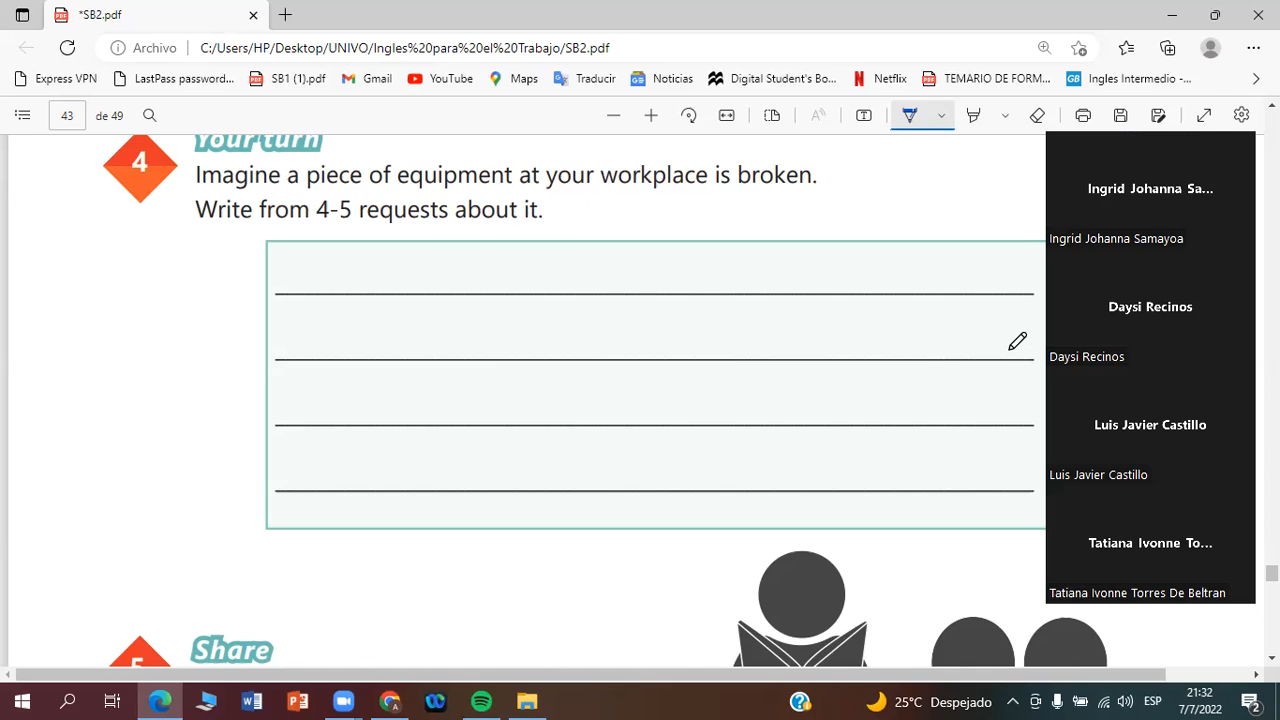 *SB2.pdf
Archivo
C:/Users/HP/Desktop/UNIVO/Ingles%20para%20el%20Trabajo/SB2.pdf
Express VPN
LastPass password...
SB1 (1).pdf
Gmail
YouTube
Maps
Traducir
Noticias
Digital Student's Bo...
Netflix
TEMARIO DE FORM...
Ingles Intermedio -...
43 de 49
4
Your turn
Imagine a piece of equipment at your workplace is broken.
Write from 4-5 requests about it.
Ingrid Johanna Sa...
Ingrid Johanna Samayoa
Daysi Recinos
Daysi Recinos
Luis Javier Castillo
Luis Javier Castillo
Tatiana Ivonne To...
Tatiana Ivonne Torres De Beltran
5
Share
25°C Despejado
ESP
21:32
7/7/2022
2